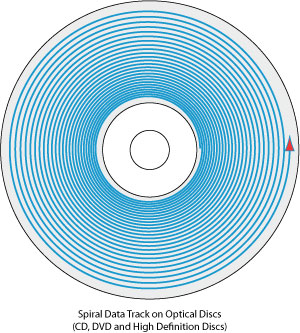 Spiral Data Track on Optical Discs
(CD, DVD and High Definition Discs)